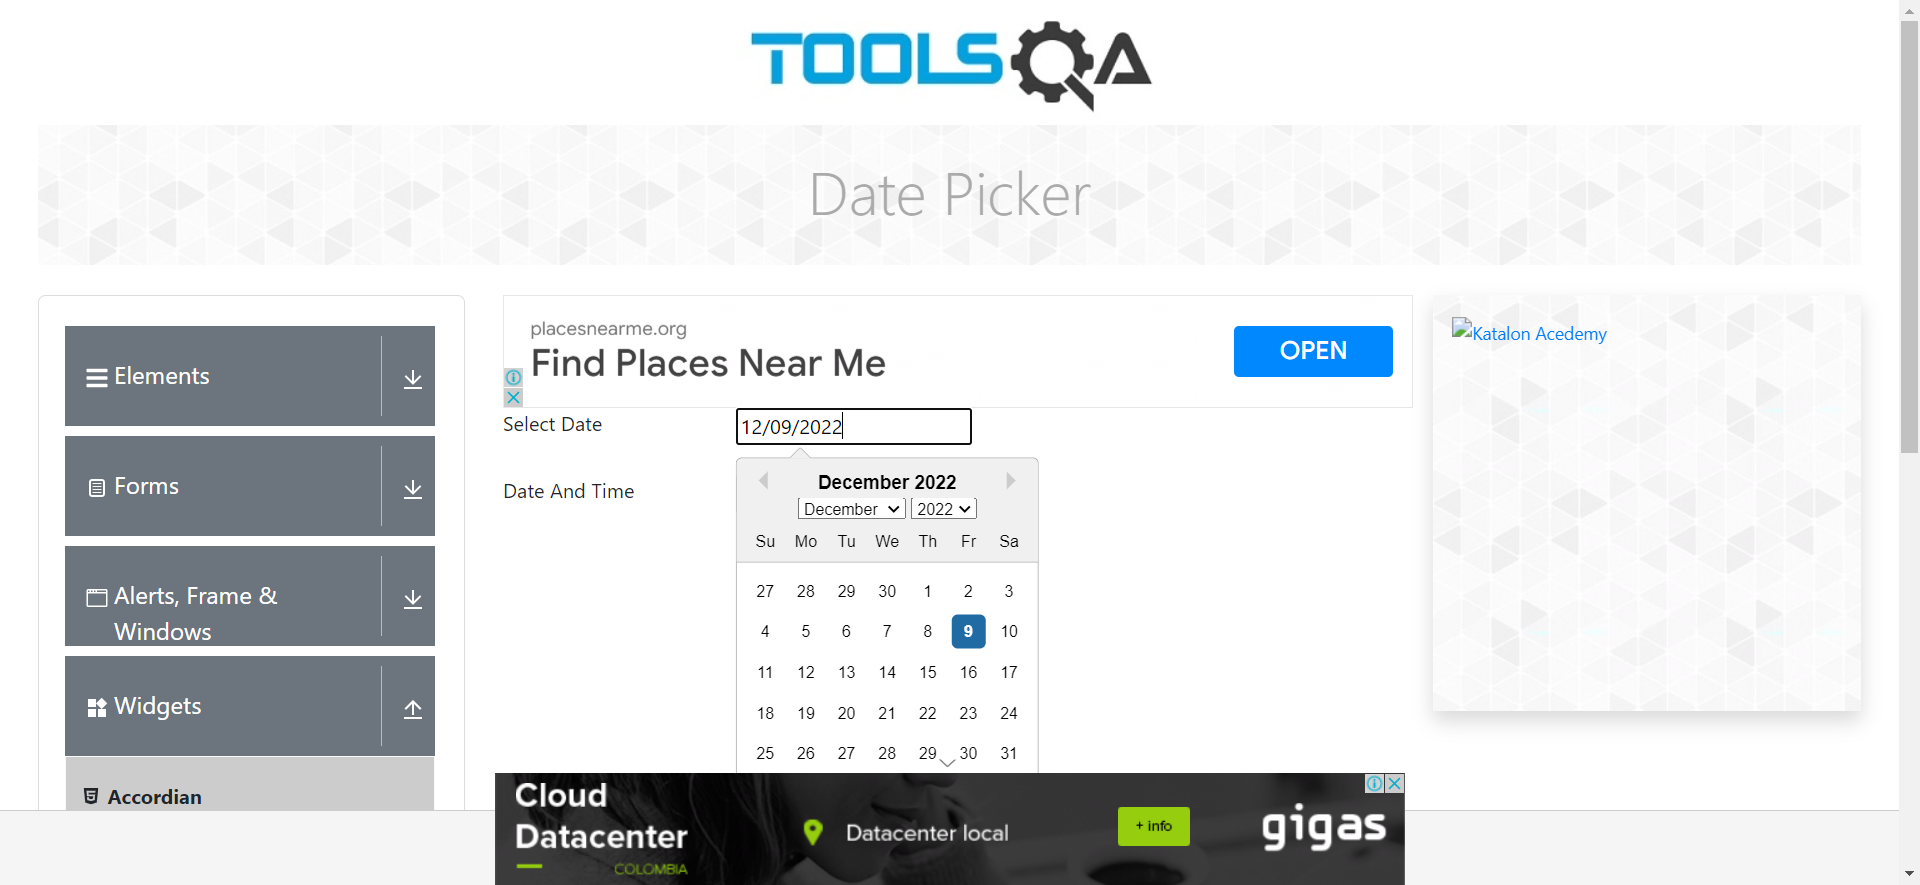 TOOLSQA
Date Picker
Elements
Forms
Alerts, Frame &
Windows
Widgets
Accordian
placesnearme.org
Find Places Near Me
OPEN
Select Date
12/09/2022
Date And Time
December 2022
December 2022
Su Mo Tu We Th Fr Sa
27 28 29 30 1 2 3
4 5 6 7 8 9 10
11 12 13 14 15 16 17
18 19 20 21 22 23 24
25 26 27 28 29 30 31
Katalon Acedemy
Cloud
Datacenter
COLOMBIA
Datacenter local
+ info
gigas